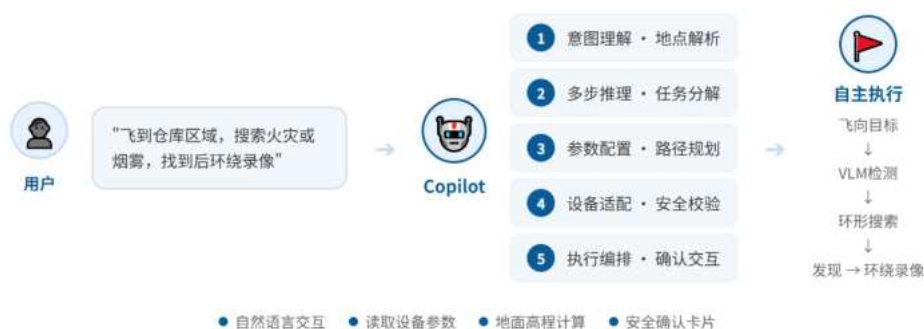 用户
"飞到仓库区域，搜索火灾或
烟雾，找到后环绕录像"
Copilot
1 意图理解 · 地点解析
2 多步推理 · 任务分解
3 参数配置 · 路径规划
4 设备适配 · 安全校验
5 执行编排 · 确认交互
自主执行
飞向目标
↓
VLM检测
↓
环形搜索
↓
发现 → 环绕录像
● 自然语言交互 ● 读取设备参数 ● 地面高程计算 ● 安全确认卡片